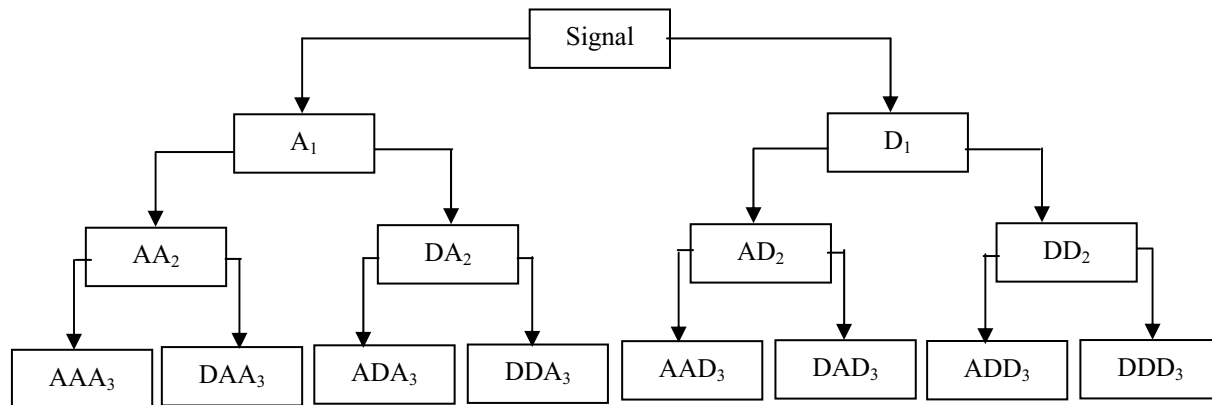 Signal
A₁
D₁
AA₂
DA₂
AD₂
DD₂
AAA₃
DAA₃
ADA₃
DDA₃
AAD₃
DAD₃
ADD₃
DDD₃